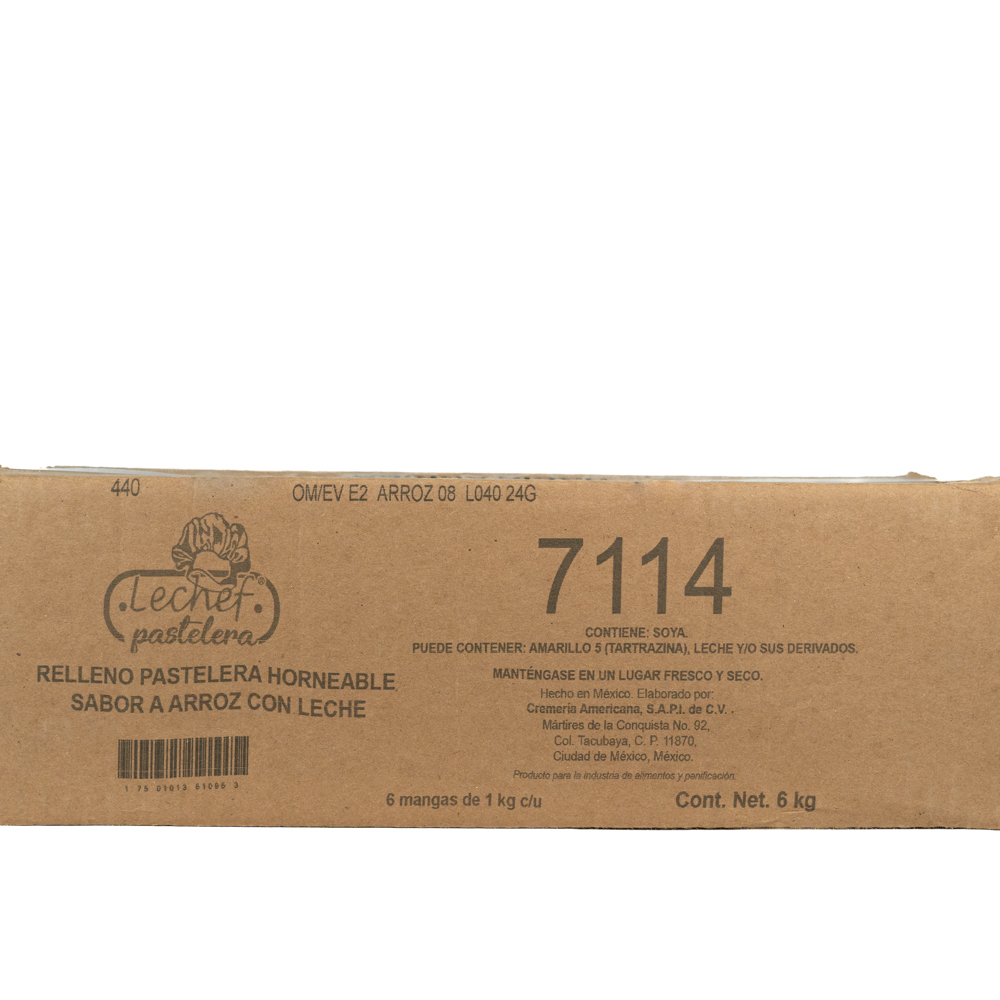 440
OM/EV E2 ARROZ 08 L040 24G
Lechef®
pastelera
RELLENO PASTELERA HORNEABLE
SABOR A ARROZ CON LECHE
1 75 01013 51095 3
7114
CONTIENE: SOYA.
PUEDE CONTENER: AMARILLO 5 (TARTRAZINA), LECHE Y/O SUS DERIVADOS.
MANTÉNGASE EN UN LUGAR FRESCO Y SECO.
Hecho en México. Elaborado por:
Cremería Americana, S.A.P.I. de C.V.
Mártires de la Conquista No. 92,
Col. Tacubaya, C. P. 11870,
Ciudad de México, México.
Producto para la industria de alimentos y panificación.
6 mangas de 1 kg c/u
Cont. Net. 6 kg